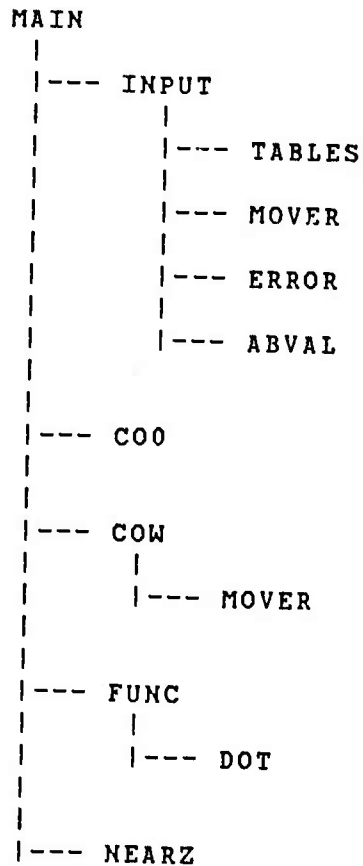 MAIN
|--- INPUT
|--- TABLES
|--- MOVER
|--- ERROR
|--- ABVAL
|--- COO
|--- COW
|--- MOVER
|--- FUNC
|--- DOT
|--- NEARZ